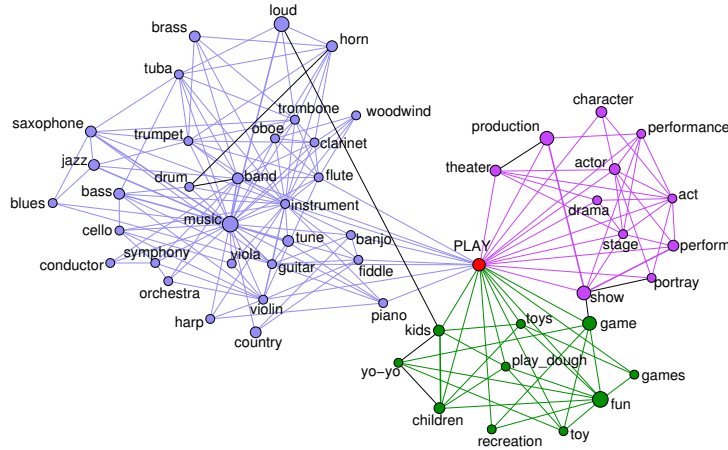 loud
brass
horn
tuba
trombone
woodwind
saxophone
trumpet
oboe
clarinet
jazz
drum
band
flute
bass
blues
music
instrument
cello
tune
banjo
conductor
symphony
viola
guitar
fiddle
orchestra
violin
harp
country
piano
PLAY
character
production
performance
theater
actor
act
drama
stage
perform
portray
show
kids
toys
game
yo-yo
play_dough
games
children
fun
recreation
toy